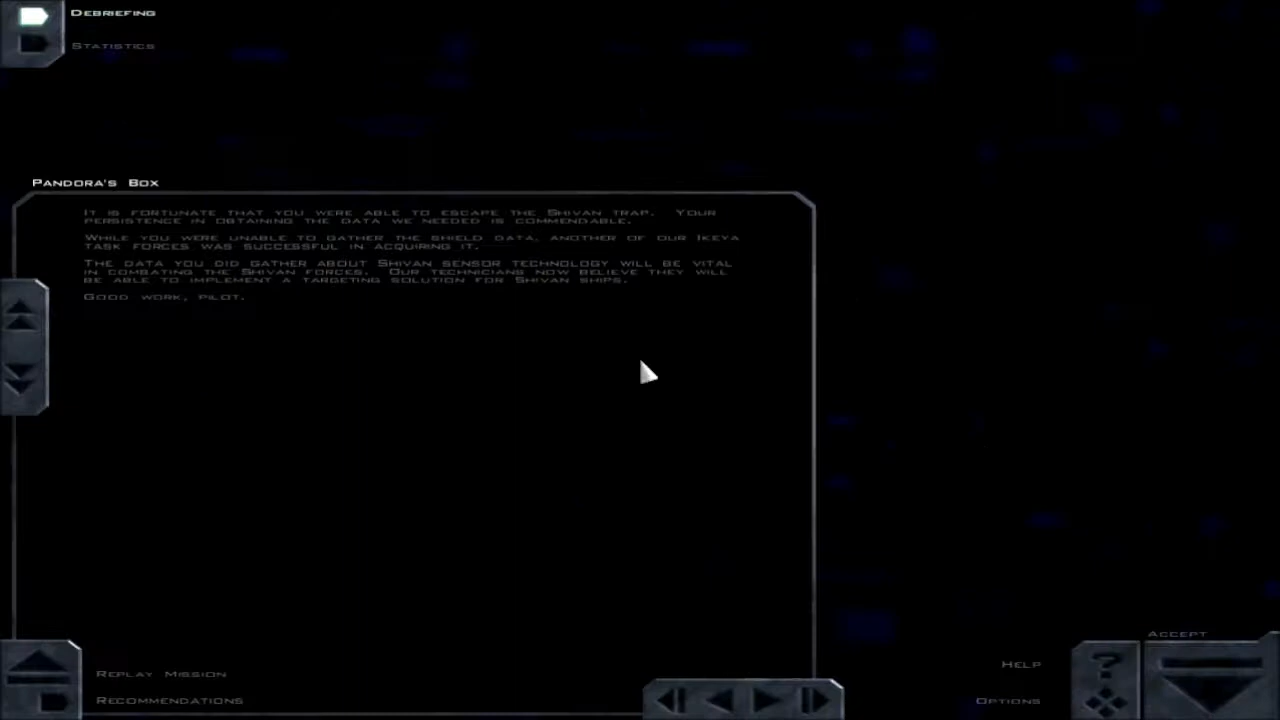 Debriefing
Statistics
Pandora's Box
It is fortunate that you were able to escape the Shivan trap. Your
persistence in obtaining the data we needed is commendable.
While you were unable to gather the shield data, another of our Ikeya
task forces was successful in acquiring it.
The data you did gather about Shivan sensor technology will be vital
in combating the Shivan forces. Our technicians now believe they will
be able to implement a targeting solution for Shivan ships.
Good work, pilot.
Accept
Help
Replay Mission
Recommendations
Options
?